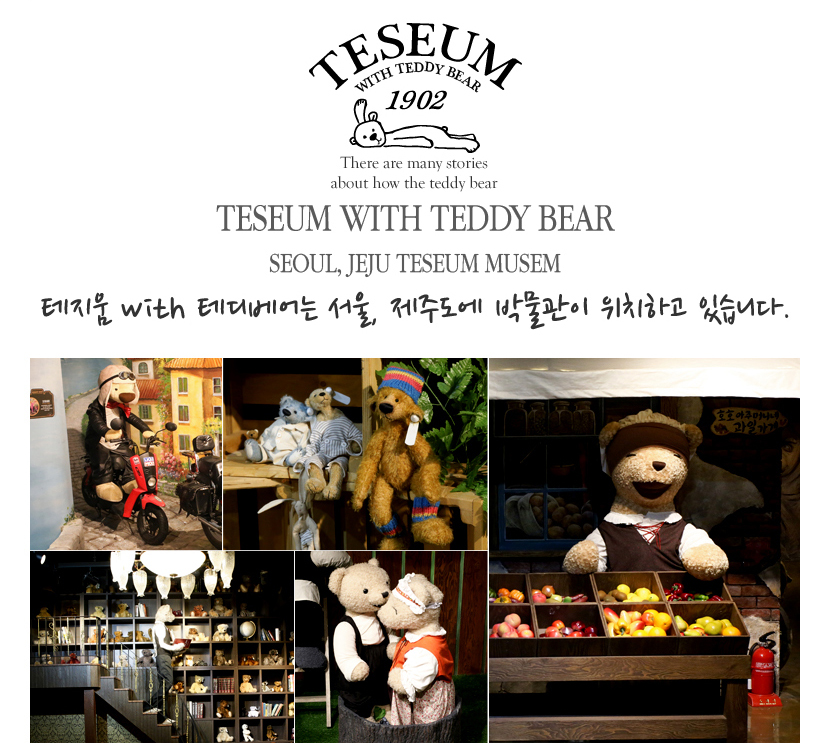 TESEUM
WITH TEDDY BEAR
1902
There are many stories
about how the teddy bear
TESEUM WITH TEDDY BEAR
SEOUL, JEJU TESEUM MUSEM
테지움 with 테디베어는 서울, 제주도에 박물관이 위치하고 있습니다.